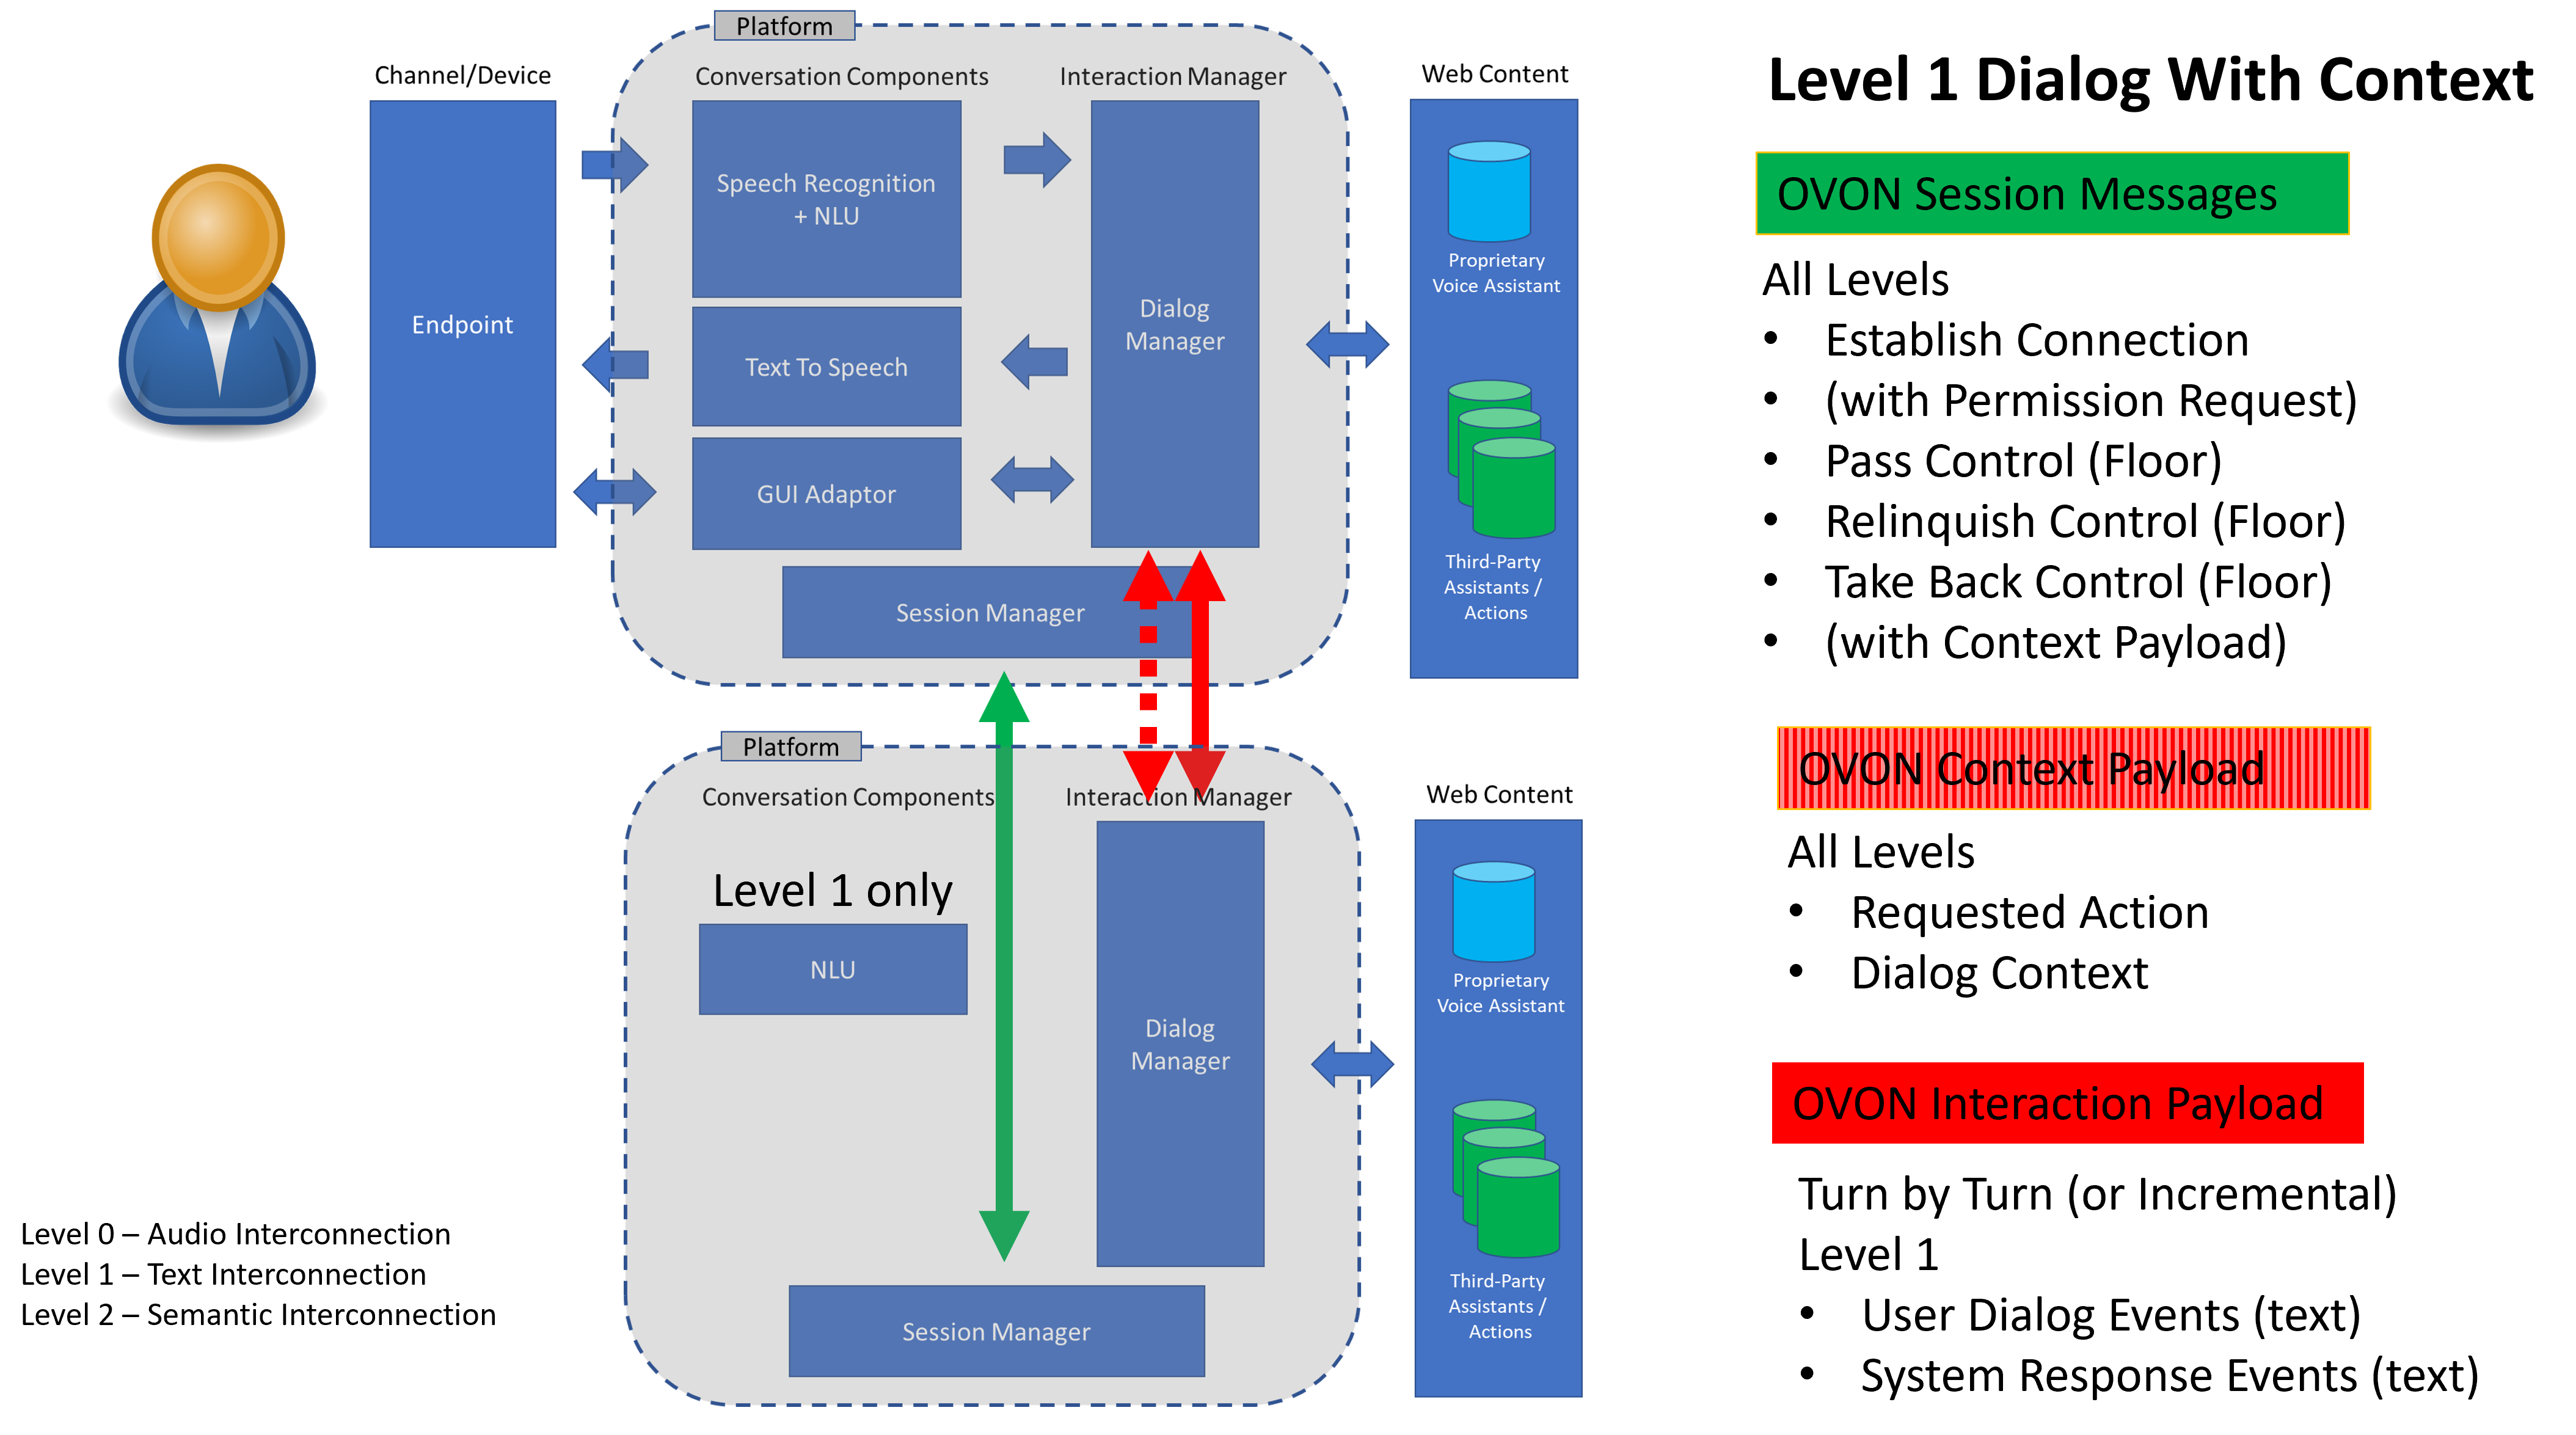 Platform
Channel/Device
Conversation Components
Interaction Manager
Web Content
Endpoint
Speech Recognition
+ NLU
Text To Speech
GUI Adaptor
Dialog
Manager
Session Manager
Proprietary
Voice Assistant
Third-Party
Assistants /
Actions
Platform
Conversation Components
Interaction Manager
Web Content
Level 1 only
NLU
Dialog
Manager
Session Manager
Proprietary
Voice Assistant
Third-Party
Assistants /
Actions
Level 0 – Audio Interconnection
Level 1 – Text Interconnection
Level 2 – Semantic Interconnection
Level 1 Dialog With Context
OVON Session Messages
All Levels
• Establish Connection
• (with Permission Request)
• Pass Control (Floor)
• Relinquish Control (Floor)
• Take Back Control (Floor)
• (with Context Payload)
OVON Context Payload
All Levels
• Requested Action
• Dialog Context
OVON Interaction Payload
Turn by Turn (or Incremental)
Level 1
• User Dialog Events (text)
• System Response Events (text)